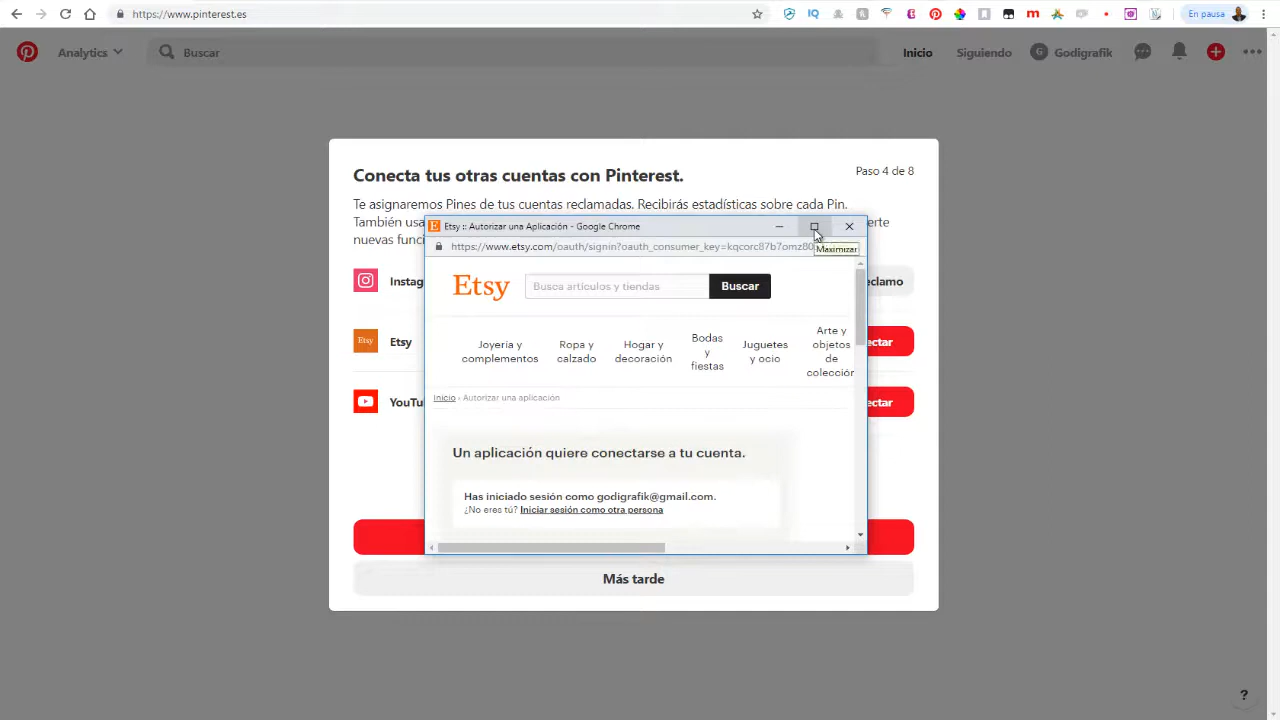 https://www.pinterest.es
En pausa
Analytics
Buscar
Inicio
Siguiendo
G
Godigrafik
Conecta tus otras cuentas con Pinterest.
Paso 4 de 8
Te asignaremos Pines de tus cuentas reclamadas. Recibirás estadísticas sobre cada Pin.
También usa
erte
nuevas funci
Instag
eclamo
Etsy
Etsy
ectar
YouTu
ectar
Más tarde
E
Etsy :: Autorizar una Aplicación - Google Chrome
https://www.etsy.com/oauth/signin?oauth_consumer_key=kqcorc87b7omz80
Maximizar
Etsy
Busca artículos y tiendas
Buscar
Joyería y
complementos
Ropa y
calzado
Hogar y
decoración
Bodas
y
fiestas
Juguetes
y ocio
Arte y
objetos
de
colección
Inicio › Autorizar una aplicación
Un aplicación quiere conectarse a tu cuenta.
Has iniciado sesión como godigrafik@gmail.com.
¿No eres tú? Iniciar sesión como otra persona
?